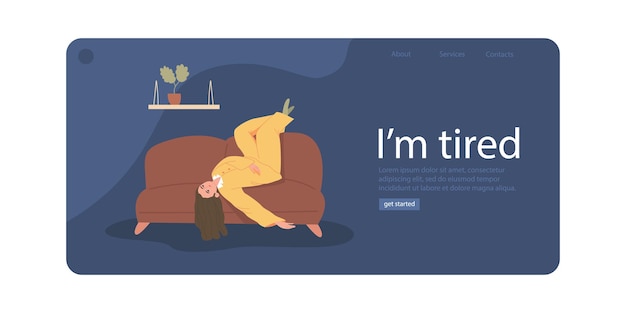 About Services Contacts
I'm tired
Lorem ipsum dolor sit amet,
consectetur adipiscing elit, sed do eiusmod
tempor incididunt ut labore et dolore magna
get started